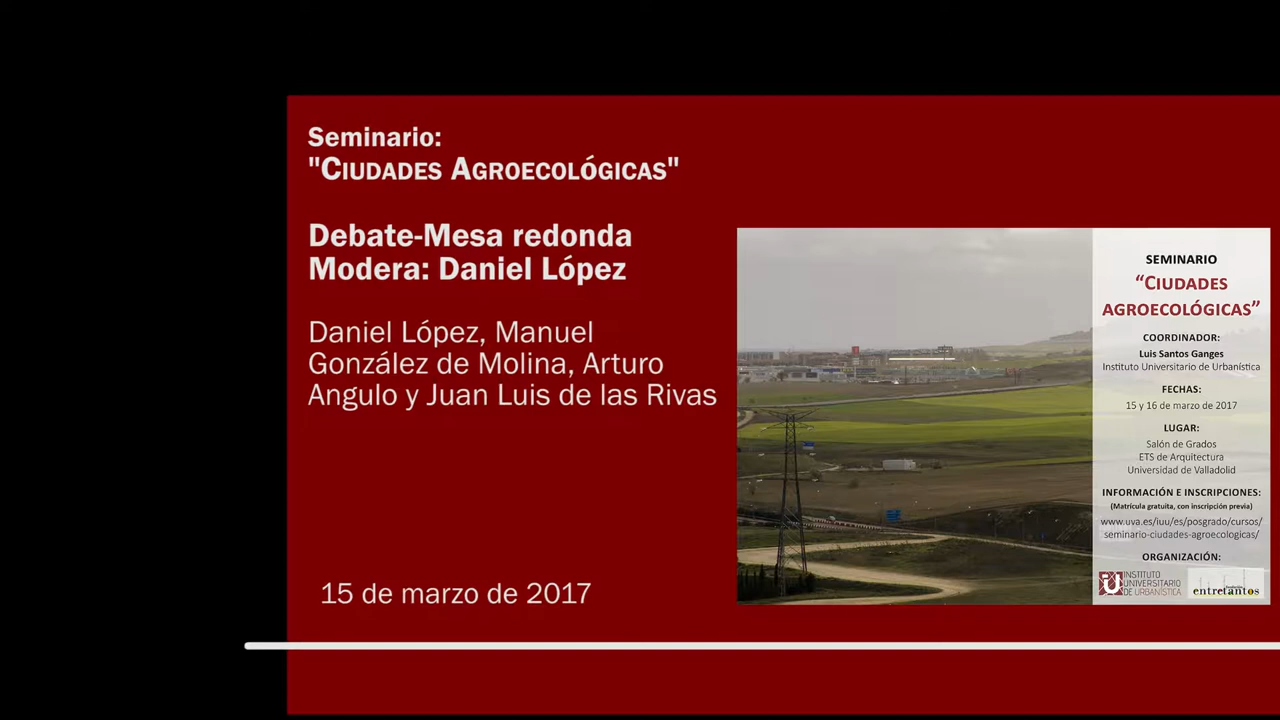 Seminario:
"CIUDADES AGROECOLÓGICAS"
Debate-Mesa redonda
Modera: Daniel López
Daniel López, Manuel
González de Molina, Arturo
Angulo y Juan Luis de las Rivas
15 de marzo de 2017
SEMINARIO
“CIUDADES
AGROECOLÓGICAS”
COORDINADOR:
Luis Santos Ganges
Instituto Universitario de Urbanística
FECHAS:
15 y 16 de marzo de 2017
LUGAR:
Salón de Grados
ETS de Arquitectura
Universidad de Valladolid
INFORMACIÓN E INSCRIPCIONES:
(Matrícula gratuita, con inscripción previa)
www.uva.es/iuu/es/posgrado/cursos/
seminario-ciudades-agroecologicas/
ORGANIZACIÓN:
INSTITUTO
UNIVERSITARIO
DE URBANÍSTICA
entretantos